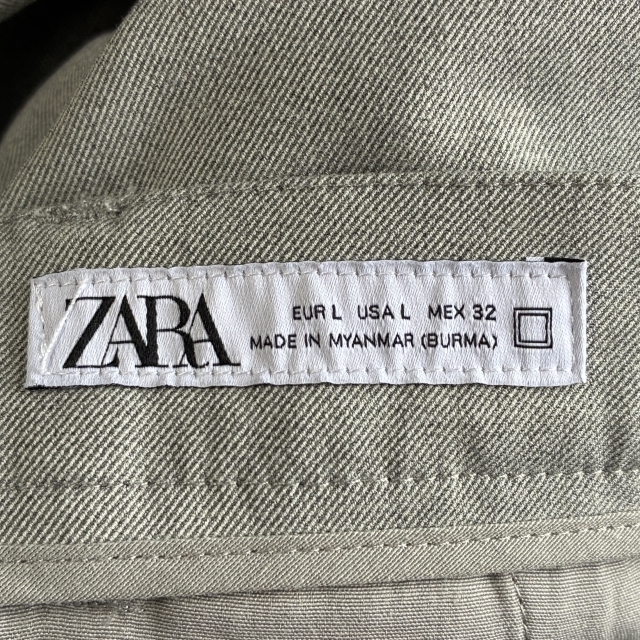 ZARA
EUR L USA L MEX 32
MADE IN MYANMAR (BURMA)